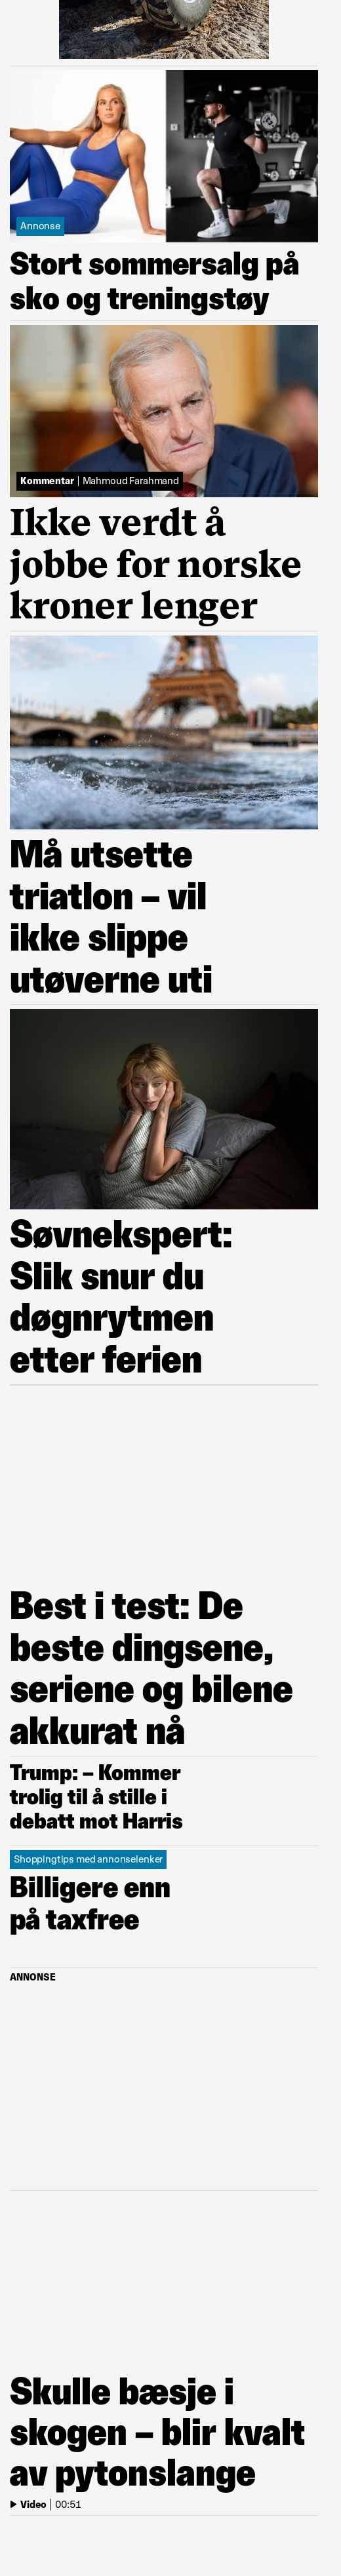 Annonse
Stort sommersalg på
sko og treningstøy
Kommentar | Mahmoud Farahmand
Ikke verdt å
jobbe for norske
kroner lenger
Må utsette
triatlon – vil
ikke slippe
utøverne uti
Søvnekspert:
Slik snur du
døgnrytmen
etter ferien
Best i test: De
beste dingsene,
seriene og bilene
akkurat nå
Trump: – Kommer
trolig til å stille i
debatt mot Harris
Shoppingtips med annonselenker
Billigere enn
på taxfree
ANNONSE
Skulle bæsje i
skogen – blir kvalt
av pytonslange
Video | 00:51